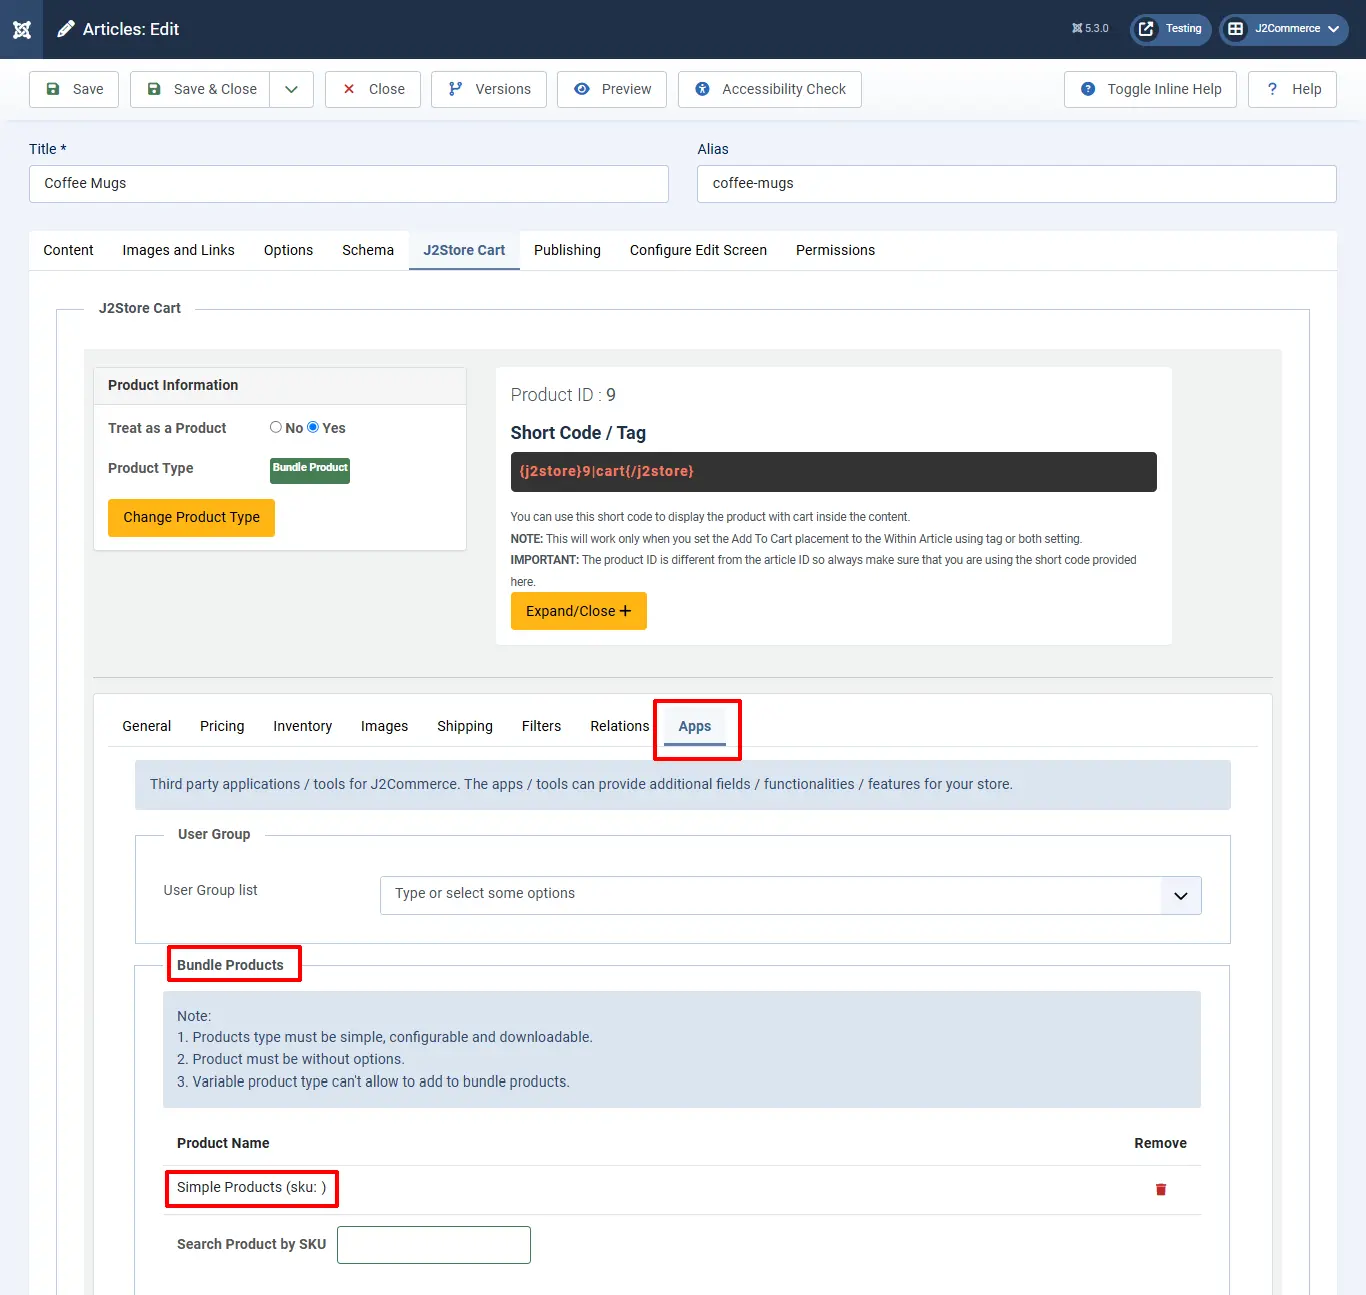 Articles: Edit
5.3.0
Testing
J2Commerce
Save
Save & Close
Close
Versions
Preview
Accessibility Check
Toggle Inline Help
? Help
Title *
Alias
Coffee Mugs
coffee-mugs
Content
Images and Links
Options
Schema
J2Store Cart
Publishing
Configure Edit Screen
Permissions
J2Store Cart
Product Information
Treat as a Product
No
Yes
Product Type
Bundle Product
Change Product Type
Product ID : 9
Short Code / Tag
{j2store}9|cart{/j2store}
You can use this short code to display the product with cart inside the content.
NOTE: This will work only when you set the Add To Cart placement to the Within Article using tag or both setting.
IMPORTANT: The product ID is different from the article ID so always make sure that you are using the short code provided
here.
Expand/Close +
General
Pricing
Inventory
Images
Shipping
Filters
Relations
Apps
Third party applications / tools for J2Commerce. The apps / tools can provide additional fields / functionalities / features for your store.
User Group
User Group list
Type or select some options
Bundle Products
Note:
1. Products type must be simple, configurable and downloadable.
2. Product must be without options.
3. Variable product type can't allow to add to bundle products.
Product Name
Remove
Simple Products (sku: )
Search Product by SKU